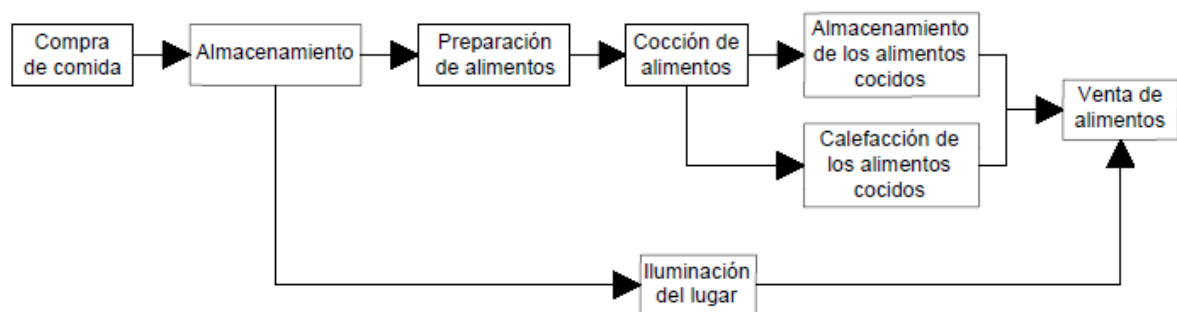 Compra
de comida
Almacenamiento
Preparación
de alimentos
Cocción de
alimentos
Almacenamiento
de los alimentos
cocidos
Calefacción de
los alimentos
cocidos
Venta de
alimentos
Iluminación
del lugar